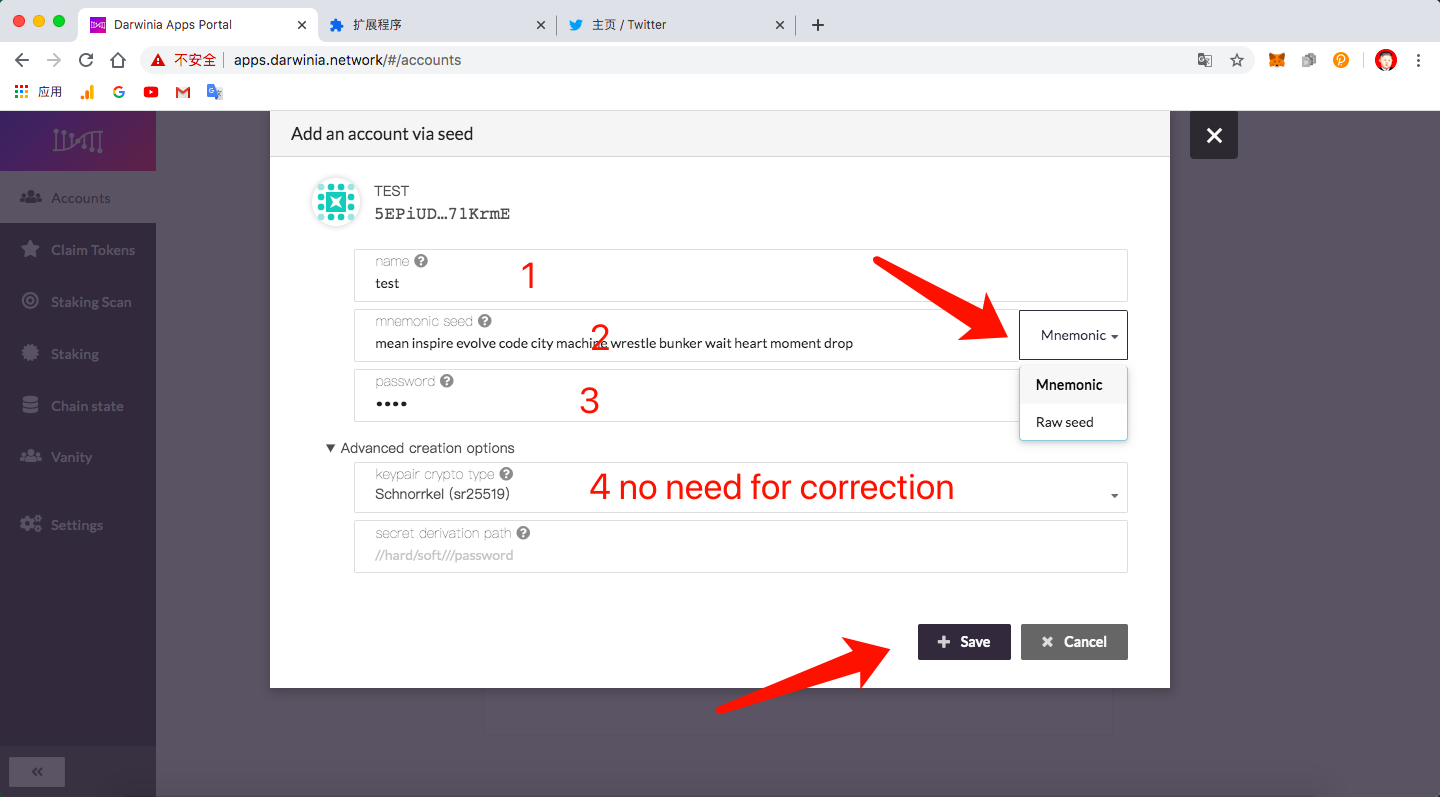 Darwinia Apps Portal
扩展程序
主页 / Twitter
不安全
apps.darwinia.network/#/accounts
应用
Add an account via seed
TEST
5EPiUD…71KrmE
Accounts
Claim Tokens
Staking Scan
Staking
Chain state
Vanity
Settings
name
test
1
mnemonic seed
mean inspire evolve code city machine wrestle bunker wait heart moment drop
2
Mnemonic
Mnemonic
Raw seed
password
••••
3
Advanced creation options
keypair crypto type
Schnorrkel (sr25519)
4 no need for correction
secret derivation path
//hard/soft///password
Save
Cancel